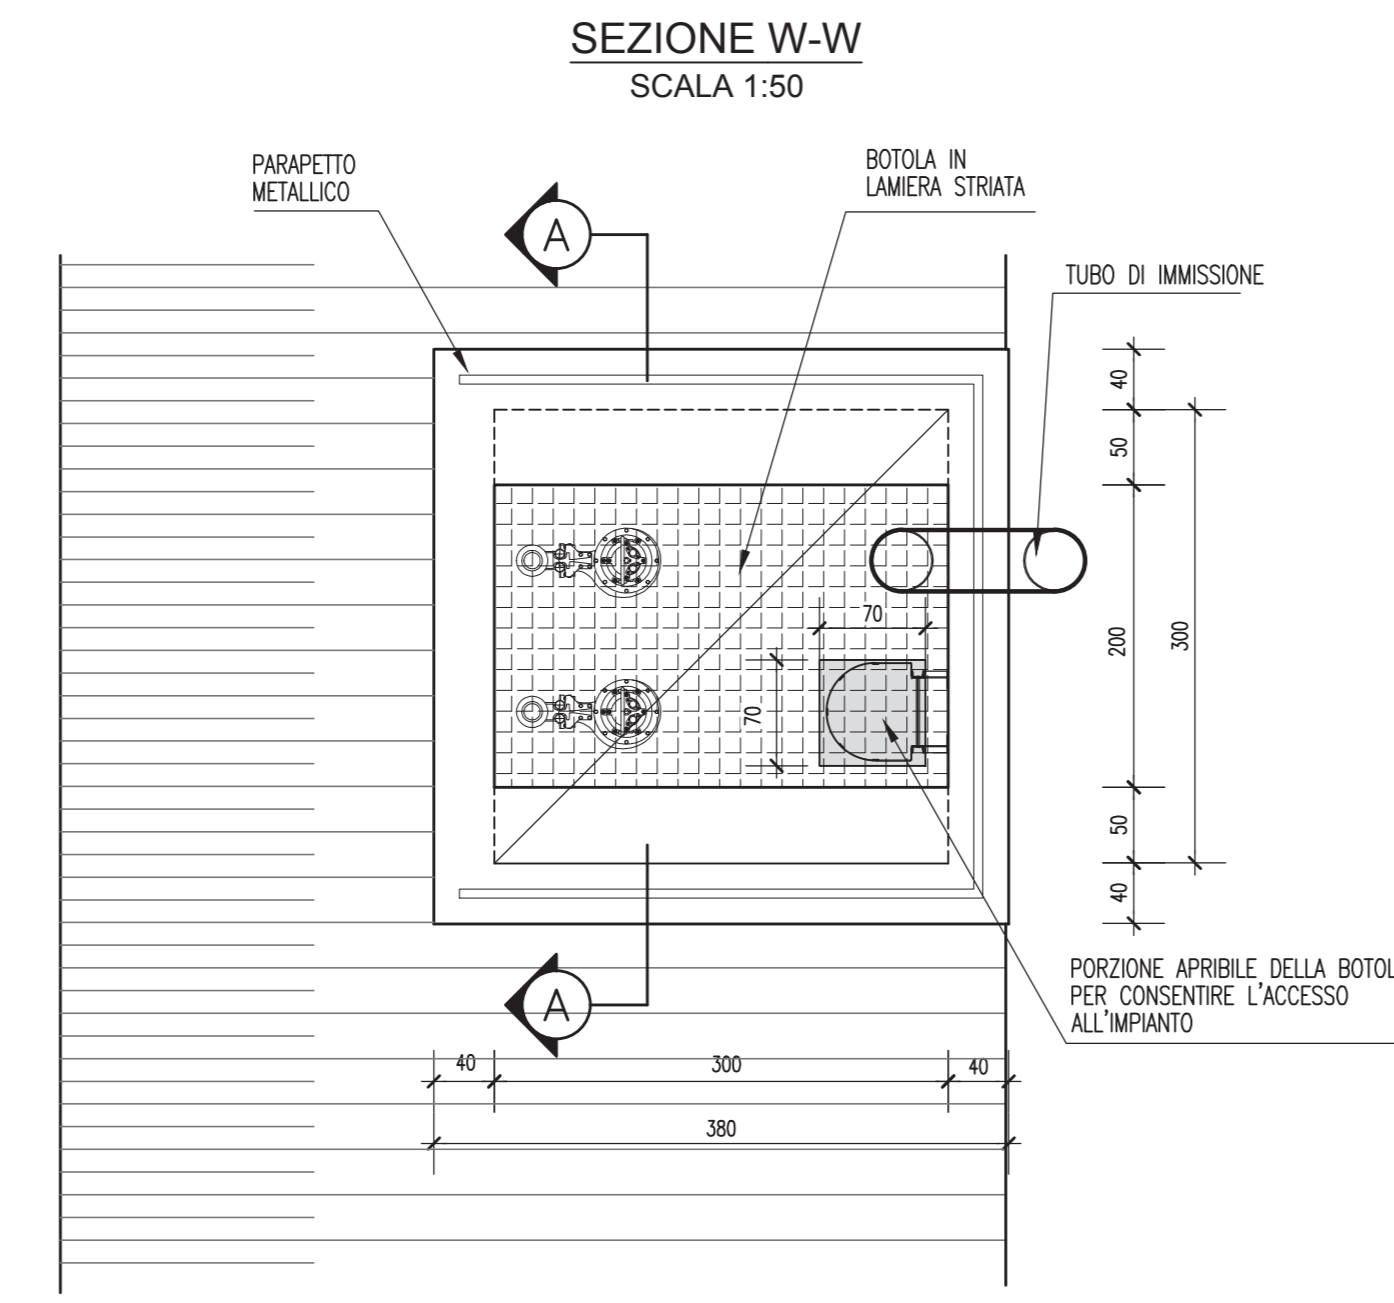 SEZIONE W-W
SCALA 1:50
PARAPETTO
METALLICO
BOTOLA IN
LAMIERA STRIATA
A
TUBO DI IMMISSIONE
40
50
70
200
300
70
50
40
PORZIONE APRIBILE DELLA BOTOL
PER CONSENTIRE L'ACCESSO
ALL'IMPIANTO
A
40
300
40
380